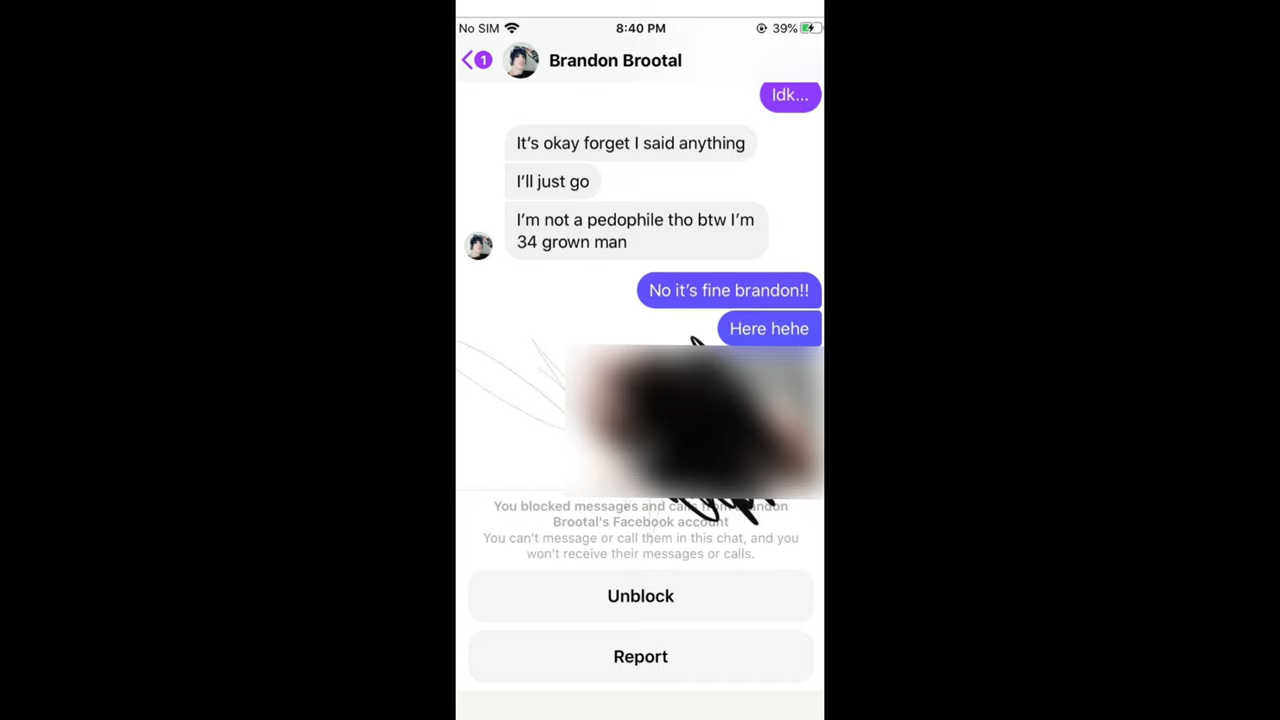 No SIM 8:40 PM 39%
1 Brandon Brootal
Idk...
It's okay forget I said anything
I'll just go
I'm not a pedophile tho btw I'm
34 grown man
No it's fine brandon!!
Here hehe
You blocked messages and calls from Brandon
Brootal's Facebook account
You can't message or call them in this chat, and you
won't receive their messages or calls.
Unblock
Report